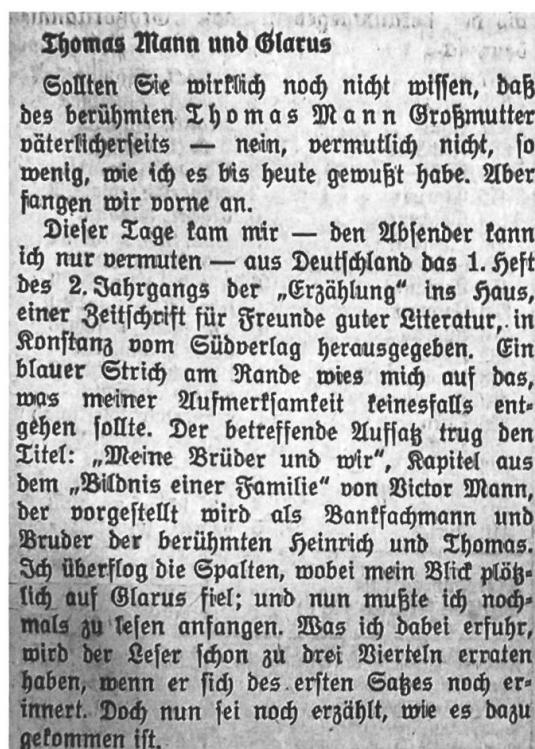 Thomas Mann und Glarus
Sollten Sie wirklich noch nicht wissen, daß
des berühmten Thomas Mann Großmutter
väterlicherseits — nein, vermutlich nicht, so
wenig, wie ich es bis heute gewußt habe. Aber
fangen wir vorne an.
Dieser Tage kam mir — den Absender kann
ich nur vermuten — aus Deutschland das 1. Heft
des 2. Jahrgangs der „Erzählung" ins Haus,
einer Zeitschrift für Freunde guter Literatur, in
Konstanz vom Südverlag herausgegeben. Ein
blauer Strich am Rande wies mich auf das,
was meiner Aufmerksamkeit keinesfalls ent-
gehen sollte. Der betreffende Aufsatz trug den
Titel: „Meine Brüder und wir", Kapitel aus
dem „Bildnis einer Familie" von Victor Mann,
der vorgestellt wird als Bankfachmann und
Bruder der berühmten Heinrich und Thomas.
Ich überflog die Spalten, wobei mein Blick plötz-
lich auf Glarus fiel; und nun mußte ich noch-
mals zu lesen anfangen. Was ich dabei erfuhr,
wird der Leser schon zu drei Vierteln erraten
haben, wenn er sich des ersten Satzes noch er-
innert. Doch nun sei noch erzählt, wie es dazu
gekommen ist.